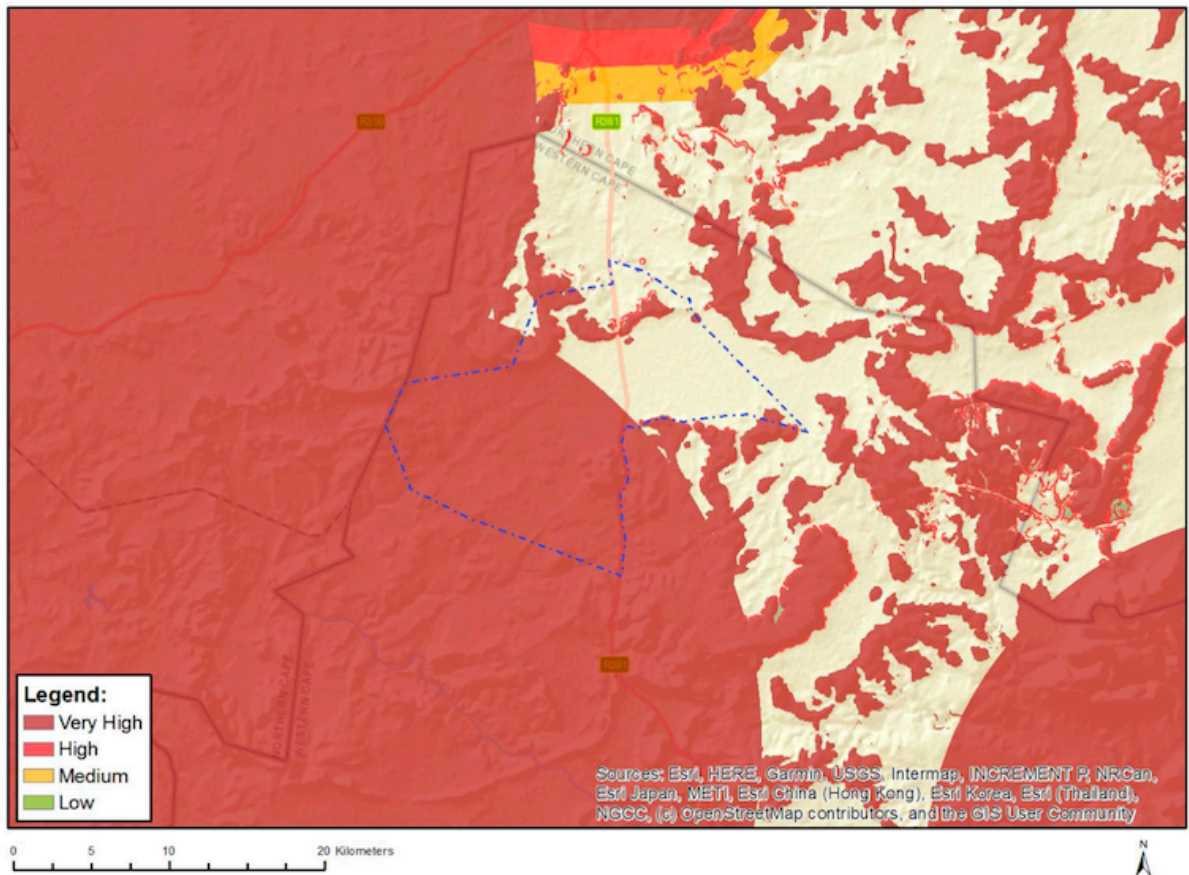 R356
R381
NORTHERN CAPE
WESTERN CAPE
R381
NORTHERN CAPE
WESTERN CAPE
Legend:
Very High
High
Medium
Low
Sources: Esri, HERE, Garmin, USGS, Intermap, INCREMENT P, NRCan,
Esri Japan, METI, Esri China (Hong Kong), Esri Korea, Esri (Thailand),
NGCC, (c) OpenStreetMap contributors, and the GIS User Community
0 5 10 20 Kilometers
N